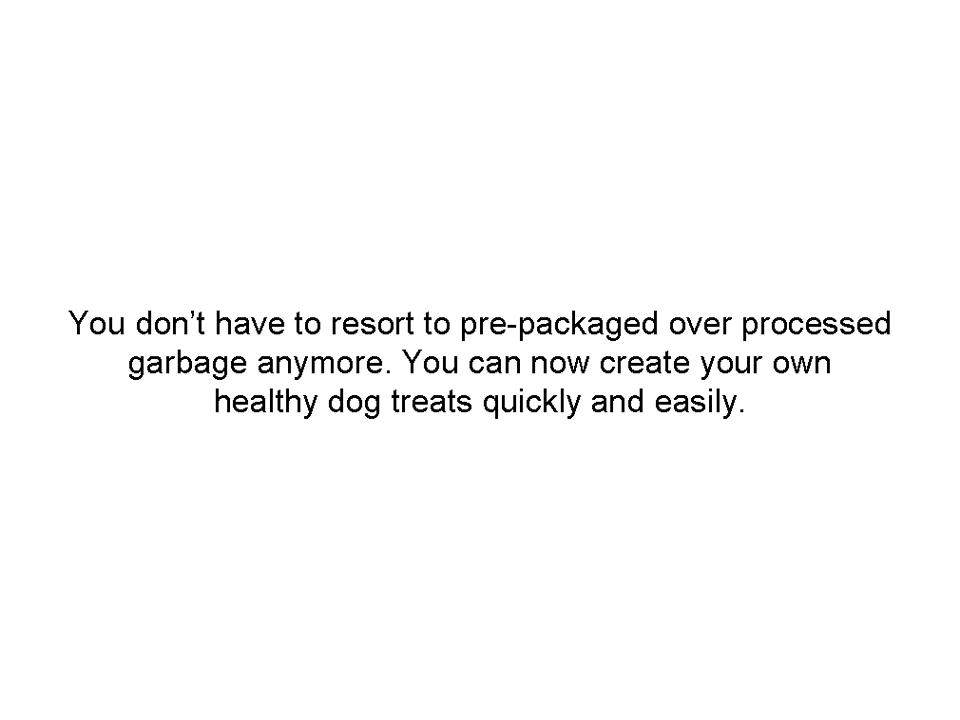 You don’t have to resort to pre-packaged over processed
garbage anymore. You can now create your own
healthy dog treats quickly and easily.